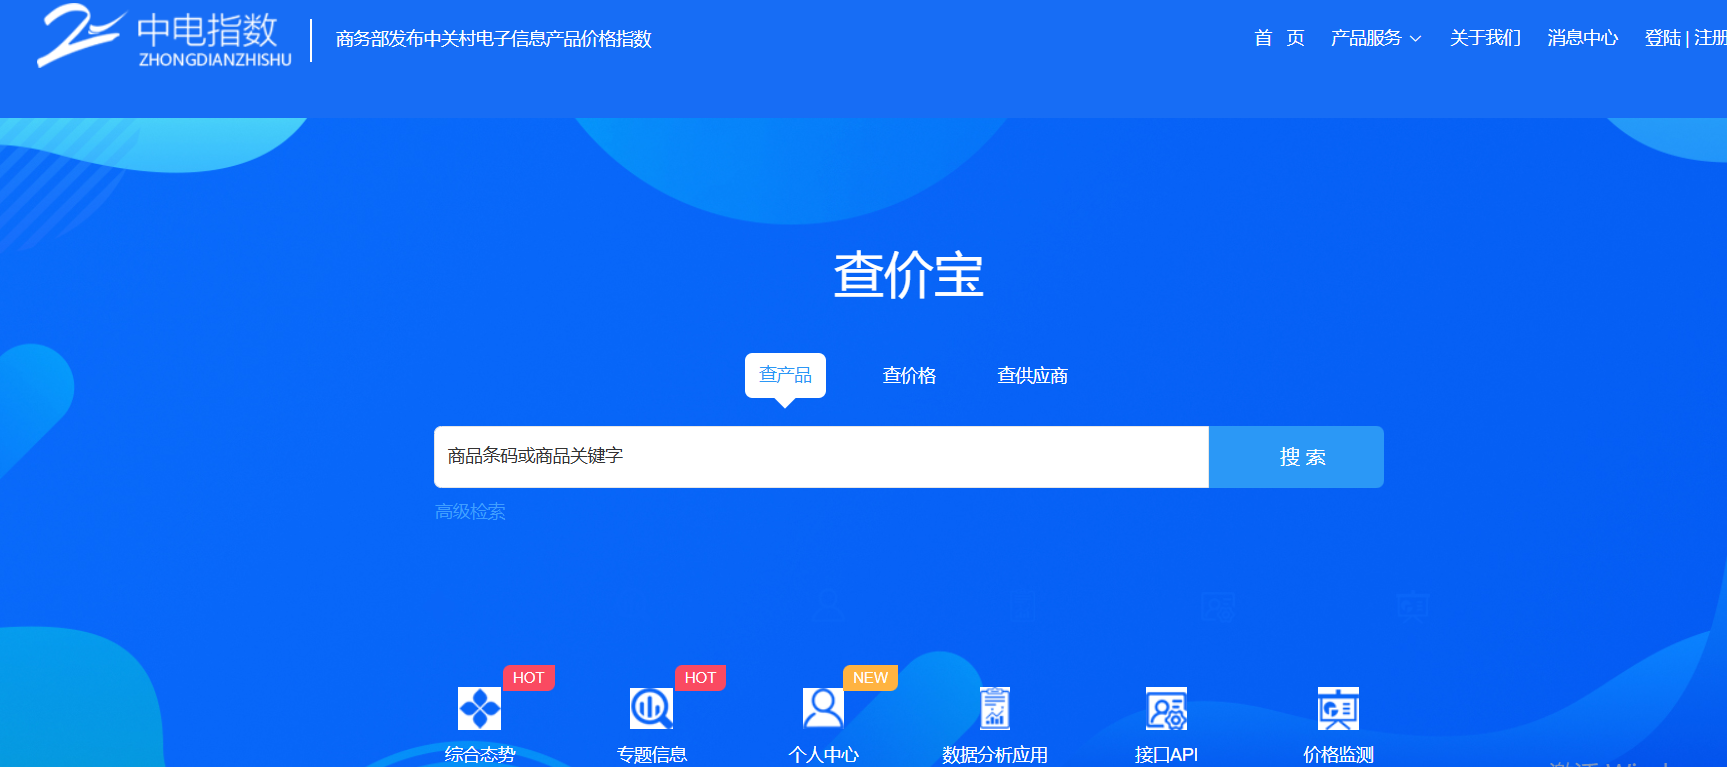 中电指数
ZHONGDIANZHISHU
商务部发布中关村电子信息产品价格指数
首 页 产品服务 关于我们 消息中心 登陆 | 注册
查价宝
查产品 查价格 查供应商
商品条码或商品关键字
搜 索
高级检索
HOT HOT NEW
综合态势 专题信息 个人中心 数据分析应用 接口API 价格监测